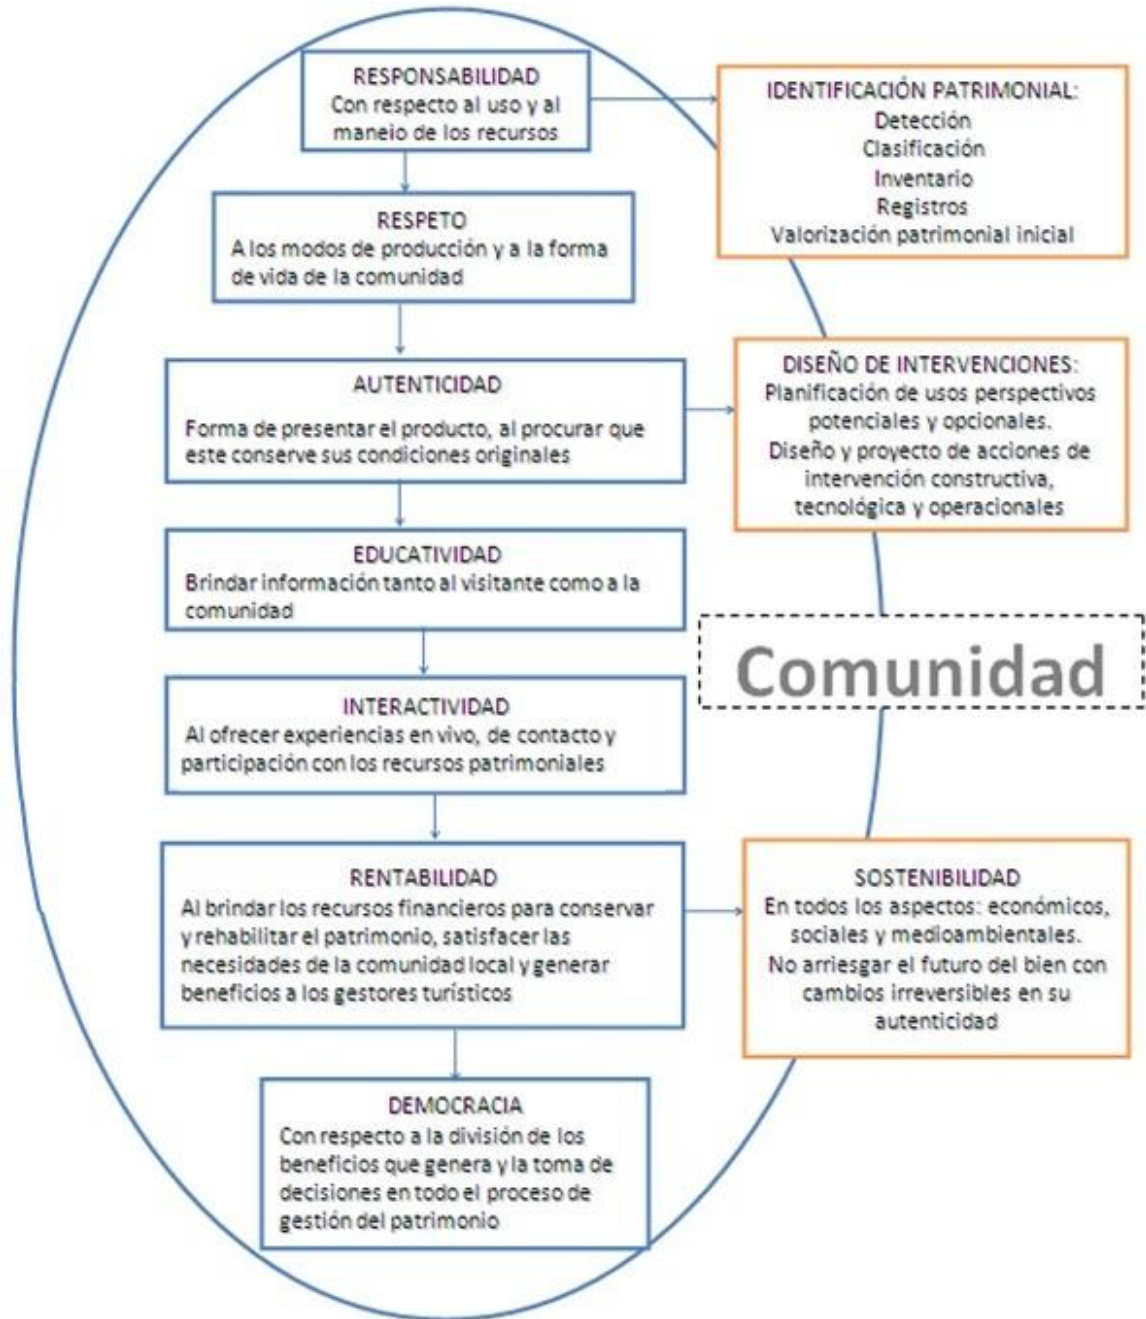 RESPONSABILIDAD
Con respecto al uso y al
manejo de los recursos
IDENTIFICACIÓN PATRIMONIAL:
Detección
Clasificación
Inventario
Registros
Valorización patrimonial inicial
RESPETO
A los modos de producción y a la forma
de vida de la comunidad
AUTENTICIDAD
Forma de presentar el producto, al procurar que
este conserve sus condiciones originales
DISEÑO DE INTERVENCIONES:
Planificación de usos perspectivos
potenciales y opcionales.
Diseño y proyecto de acciones de
intervención constructiva,
tecnológica y operacionales
EDUCATIVIDAD
Brindar información tanto al visitante como a la
comunidad
Comunidad
INTERACTIVIDAD
Al ofrecer experiencias en vivo, de contacto y
participación con los recursos patrimoniales
RENTABILIDAD
Al brindar los recursos financieros para conservar
y rehabilitar el patrimonio, satisfacer las
necesidades de la comunidad local y generar
beneficios a los gestores turísticos
SOSTENIBILIDAD
En todos los aspectos: económicos,
sociales y medioambientales.
No arriesgar el futuro del bien con
cambios irreversibles en su
autenticidad
DEMOCRACIA
Con respecto a la división de los
beneficios que genera y la toma de
decisiones en todo el proceso de
gestión del patrimonio